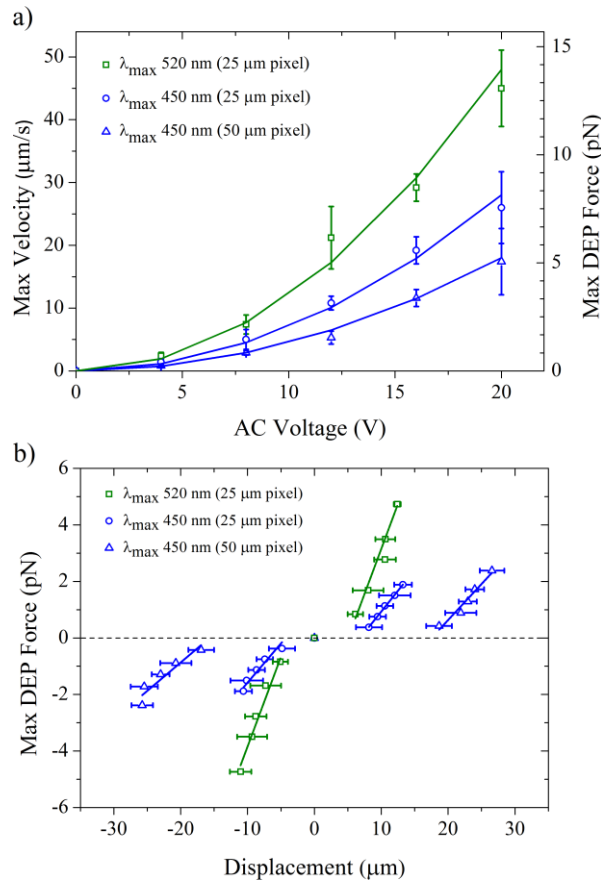 a)
50
40
30
20
10
0
Max Velocity (μm/s)
λmax 520 nm (25 μm pixel)
λmax 450 nm (25 μm pixel)
λmax 450 nm (50 μm pixel)
15
10
5
0
Max DEP Force (pN)
0 5 10 15 20
AC Voltage (V)
b)
6
4
2
0
-2
-4
-6
Max DEP Force (pN)
λmax 520 nm (25 μm pixel)
λmax 450 nm (25 μm pixel)
λmax 450 nm (50 μm pixel)
-30 -20 -10 0 10 20 30
Displacement (μm)